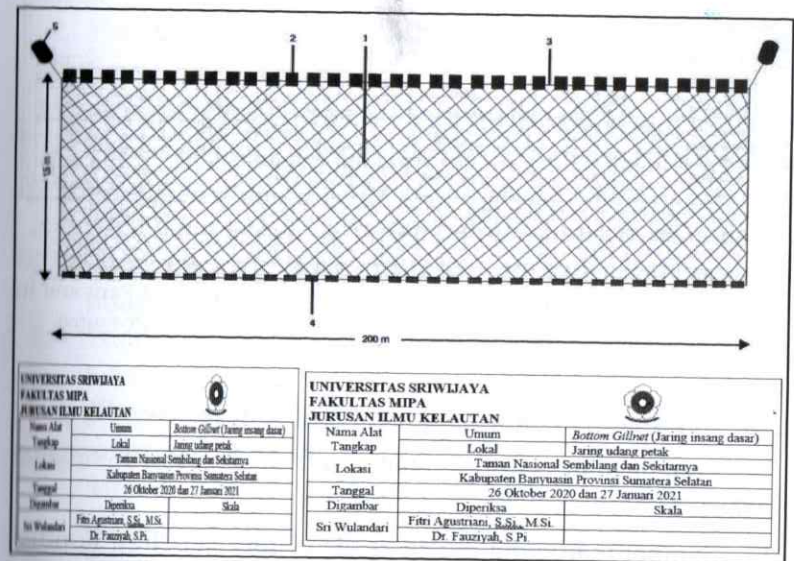 5
2
1
3
1,5 m
4
200 m
UNIVERSITAS SRIWIJAYA
FAKULTAS MIPA
JURUSAN ILMU KELAUTAN
Nama Alat Tangkap
Umum
Bottom Gillnet (Jaring insang dasar)
Lokal
Jaring udang petak
Lokasi
Taman Nasional Sembilang dan Sekitarnya
Kabupaten Banyuasin Provinsi Sumatera Selatan
Tanggal
26 Oktober 2020 dan 27 Januari 2021
Digambar
Diperiksa
Skala
Sri Wulandari
Fitri Agustriani, S.Si., M.Si.
Dr. Fauziyah, S.Pi.
UNIVERSITAS SRIWIJAYA
FAKULTAS MIPA
JURUSAN ILMU KELAUTAN
Nama Alat Tangkap
Umum
Bottom Gillnet (Jaring insang dasar)
Lokal
Jaring udang petak
Lokasi
Taman Nasional Sembilang dan Sekitarnya
Kabupaten Banyuasin Provinsi Sumatera Selatan
Tanggal
26 Oktober 2020 dan 27 Januari 2021
Digambar
Diperiksa
Skala
Sri Wulandari
Fitri Agustriani, S.Si., M.Si.
Dr. Fauziyah, S.Pi.